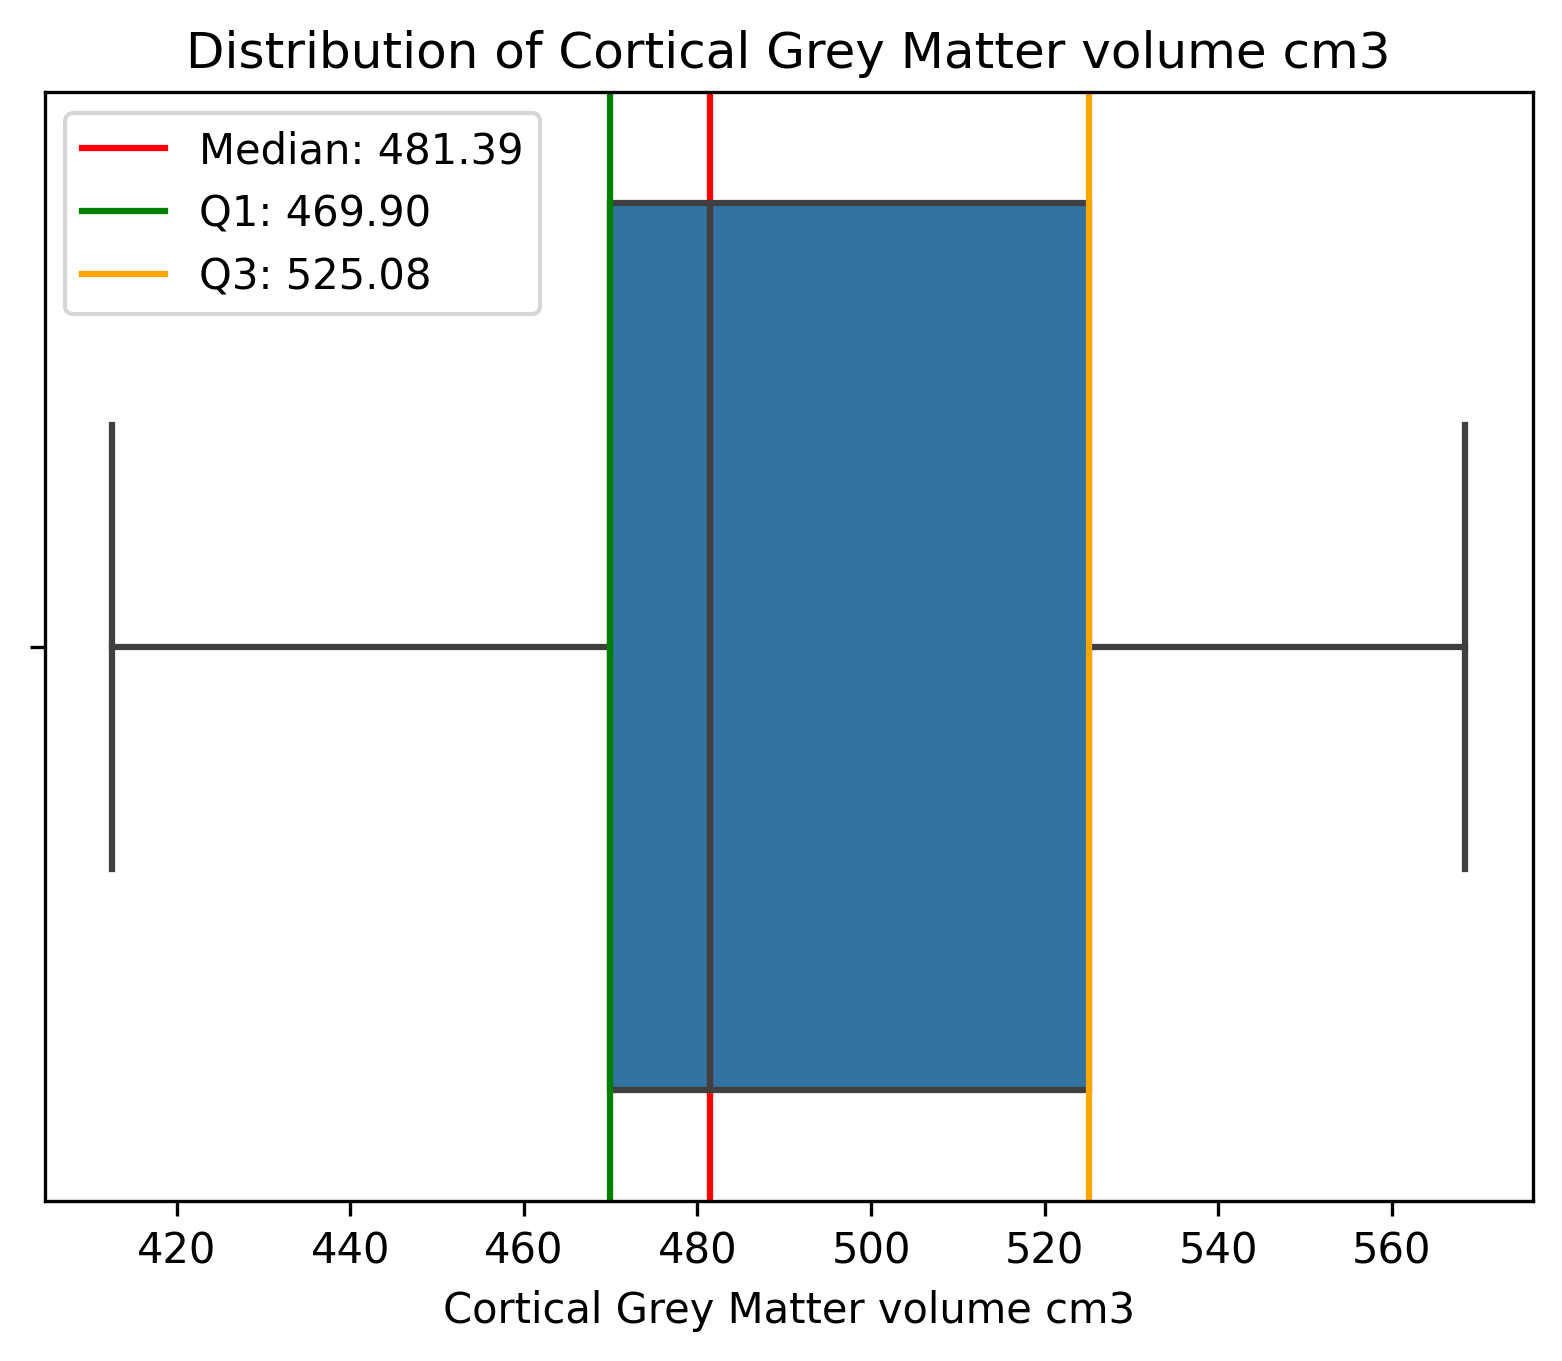 Distribution of Cortical Grey Matter volume cm3
Median: 481.39
Q1: 469.90
Q3: 525.08
420 440 460 480 500 520 540 560
Cortical Grey Matter volume cm3